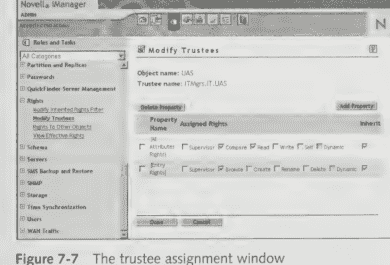 Novell iManager
Roles and Tasks
All Categories
Partition and Replicas
Passwords
QuickFinder Server Management
Rights
Modify Inherited Rights Filter
Modify Trustees
Rights To Other Objects
View Effective Rights
Schema
Servers
SMS Backup and Restore
SNMP
Storage
Time Synchronization
Users
WAN Traffic
N
Modify Trustees
Object name: UAS
Trustee name: ITMgrs.IT.UAS
Delete Property
Add Property
Property Name
Assigned Rights
Inherit
[All Attributes Rights]
Supervisor Compare Read Write Self Dynamic
[Entry Rights]
Supervisor Browse Create Rename Delete Dynamic
Done
Cancel
Figure 7-7 The trustee assignment window